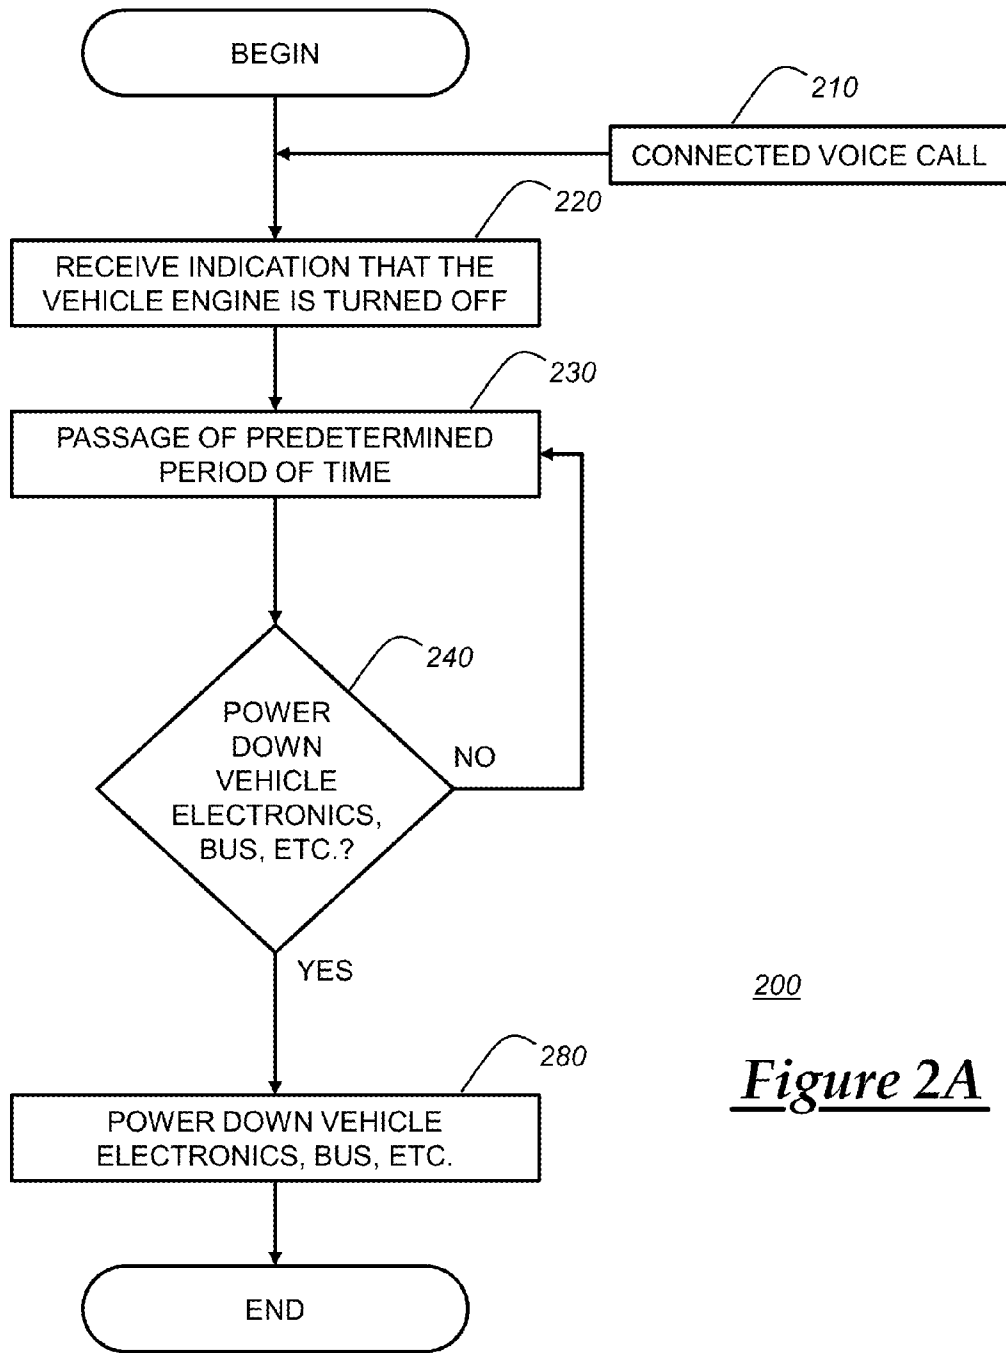 BEGIN
210
CONNECTED VOICE CALL
220
RECEIVE INDICATION THAT THE
VEHICLE ENGINE IS TURNED OFF
230
PASSAGE OF PREDETERMINED
PERIOD OF TIME
240
POWER
DOWN
VEHICLE
ELECTRONICS,
BUS, ETC.?
NO
YES
200
Figure 2A
280
POWER DOWN VEHICLE
ELECTRONICS, BUS, ETC.
END